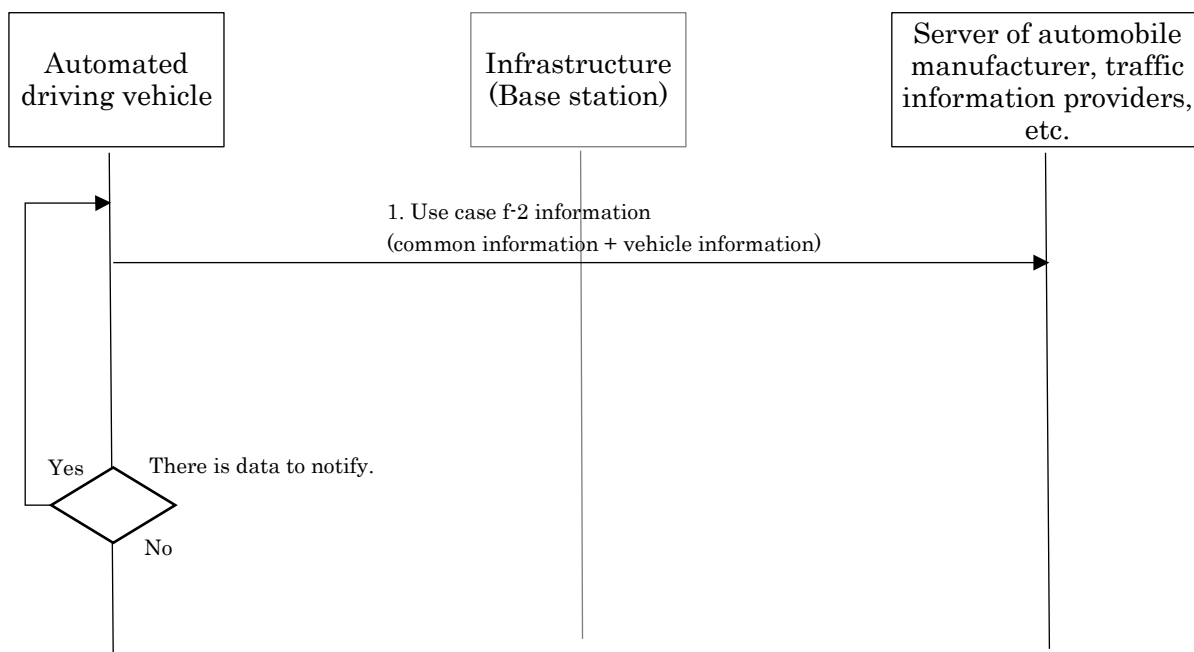 Automated
driving vehicle
Infrastructure
(Base station)
Server of automobile
manufacturer, traffic
information providers,
etc.
1. Use case f-2 information
(common information + vehicle information)
Yes
There is data to notify.
No